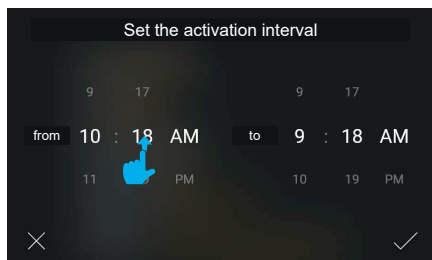 Set the activation interval
9 17 9 17
from 10 : 18 AM to 9 : 18 AM
11 PM 10 19 PM